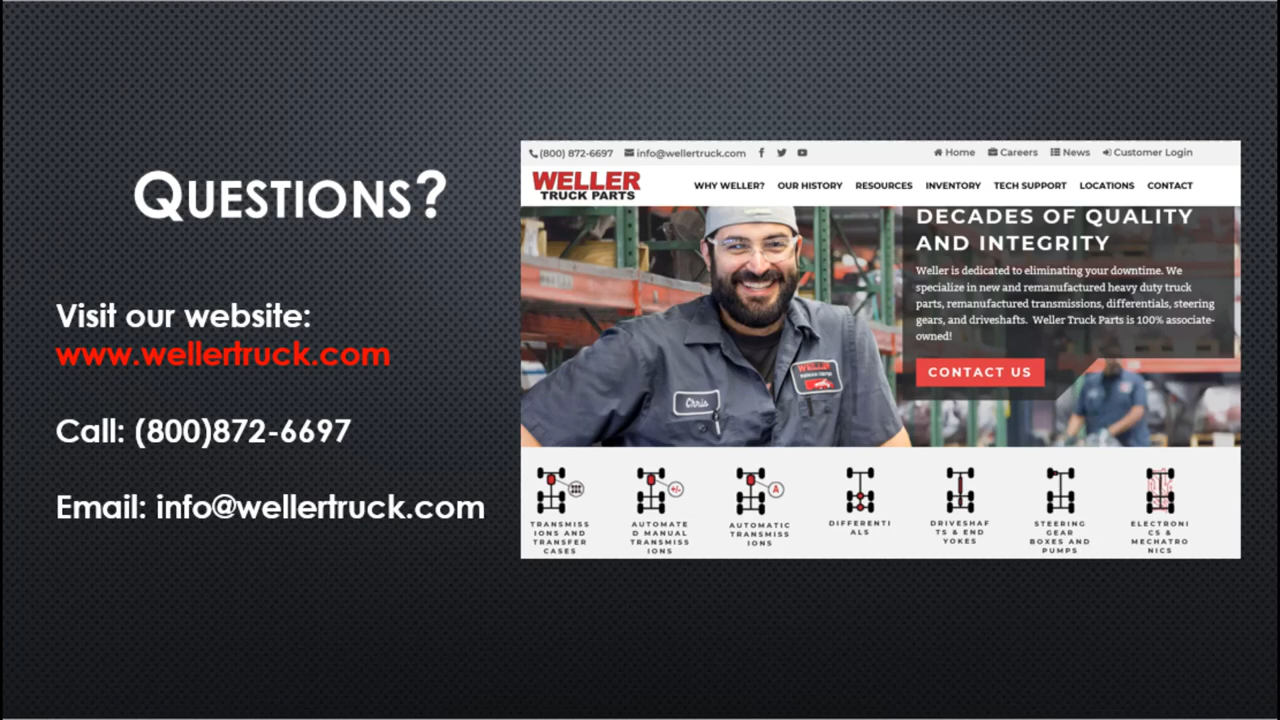 QUESTIONS?
Visit our website:
www.wellertruck.com
Call: (800)872-6697
Email: info@wellertruck.com
(800) 872-6697 info@wellertruck.com
Home Careers News Customer Login
WELLER
TRUCK PARTS
WHY WELLER? OUR HISTORY RESOURCES INVENTORY TECH SUPPORT LOCATIONS CONTACT
DECADES OF QUALITY
AND INTEGRITY
Weller is dedicated to eliminating your downtime. We
specialize in new and remanufactured heavy duty truck
parts, remanufactured transmissions, differentials, steering
gears, and driveshafts. Weller Truck Parts is 100% associate-
owned!
CONTACT US
Chris
WELLER
+/-
A
TRANSMISS
IONS AND
TRANSFER
CASES
AUTOMATE
D MANUAL
TRANSMISS
IONS
AUTOMATIC
TRANSMISS
IONS
DIFFERENTI
ALS
DRIVESHAF
TS & END
YOKES
STEERING
GEAR
BOXES AND
PUMPS
ELECTRONI
CS &
MECHATRO
NICS